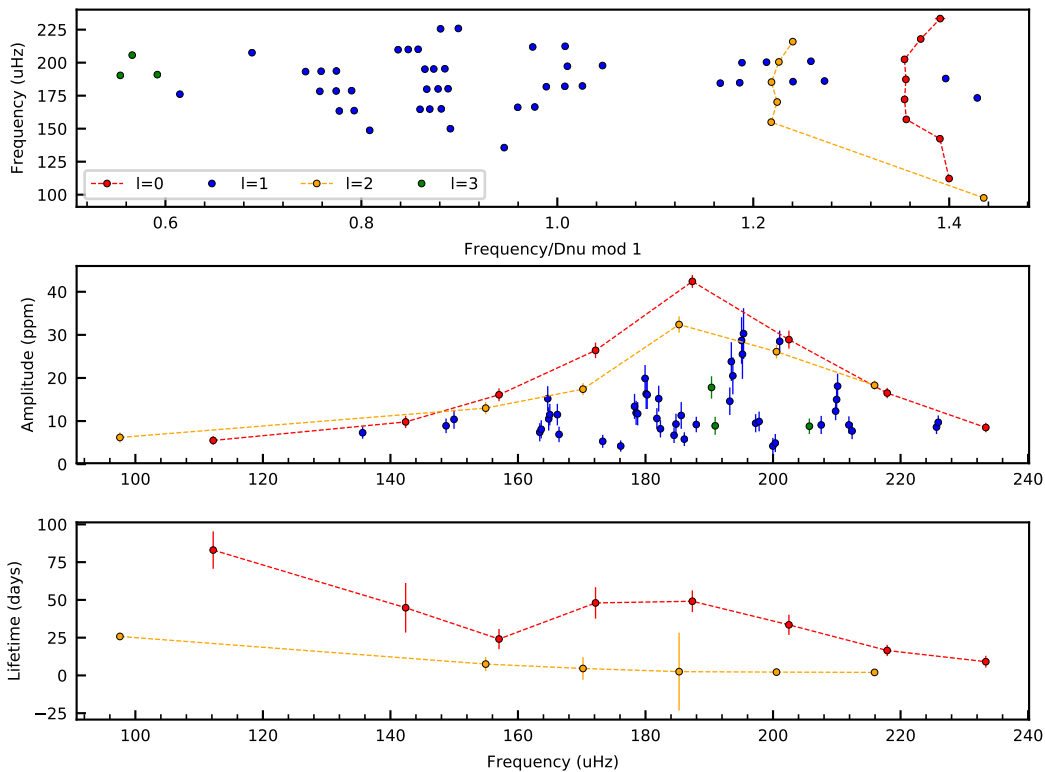 225
200
175
150
125
100
Frequency (uHz)
l=0 l=1 l=2 l=3
0.6 0.8 1.0 1.2 1.4
Frequency/Dnu mod 1
40
30
20
10
0
Amplitude (ppm)
100 120 140 160 180 200 220 240
100
75
50
25
0
−25
Lifetime (days)
100 120 140 160 180 200 220 240
Frequency (uHz)